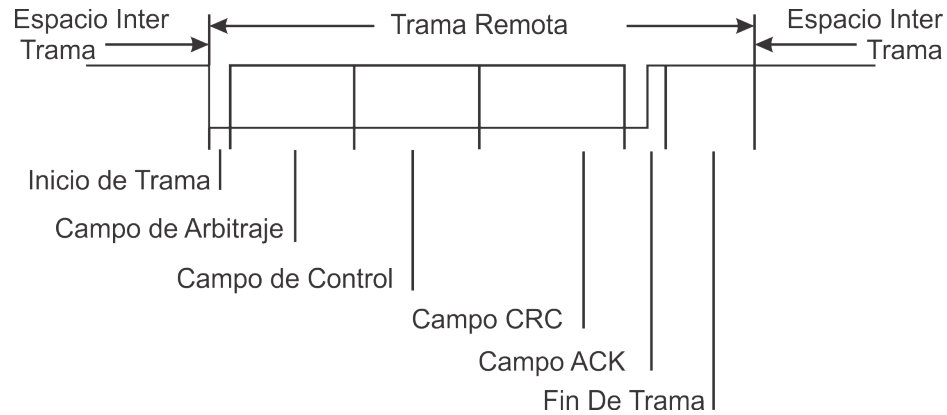 Espacio Inter
Trama
Trama Remota
Espacio Inter
Trama
Inicio de Trama
Campo de Arbitraje
Campo de Control
Campo CRC
Campo ACK
Fin De Trama